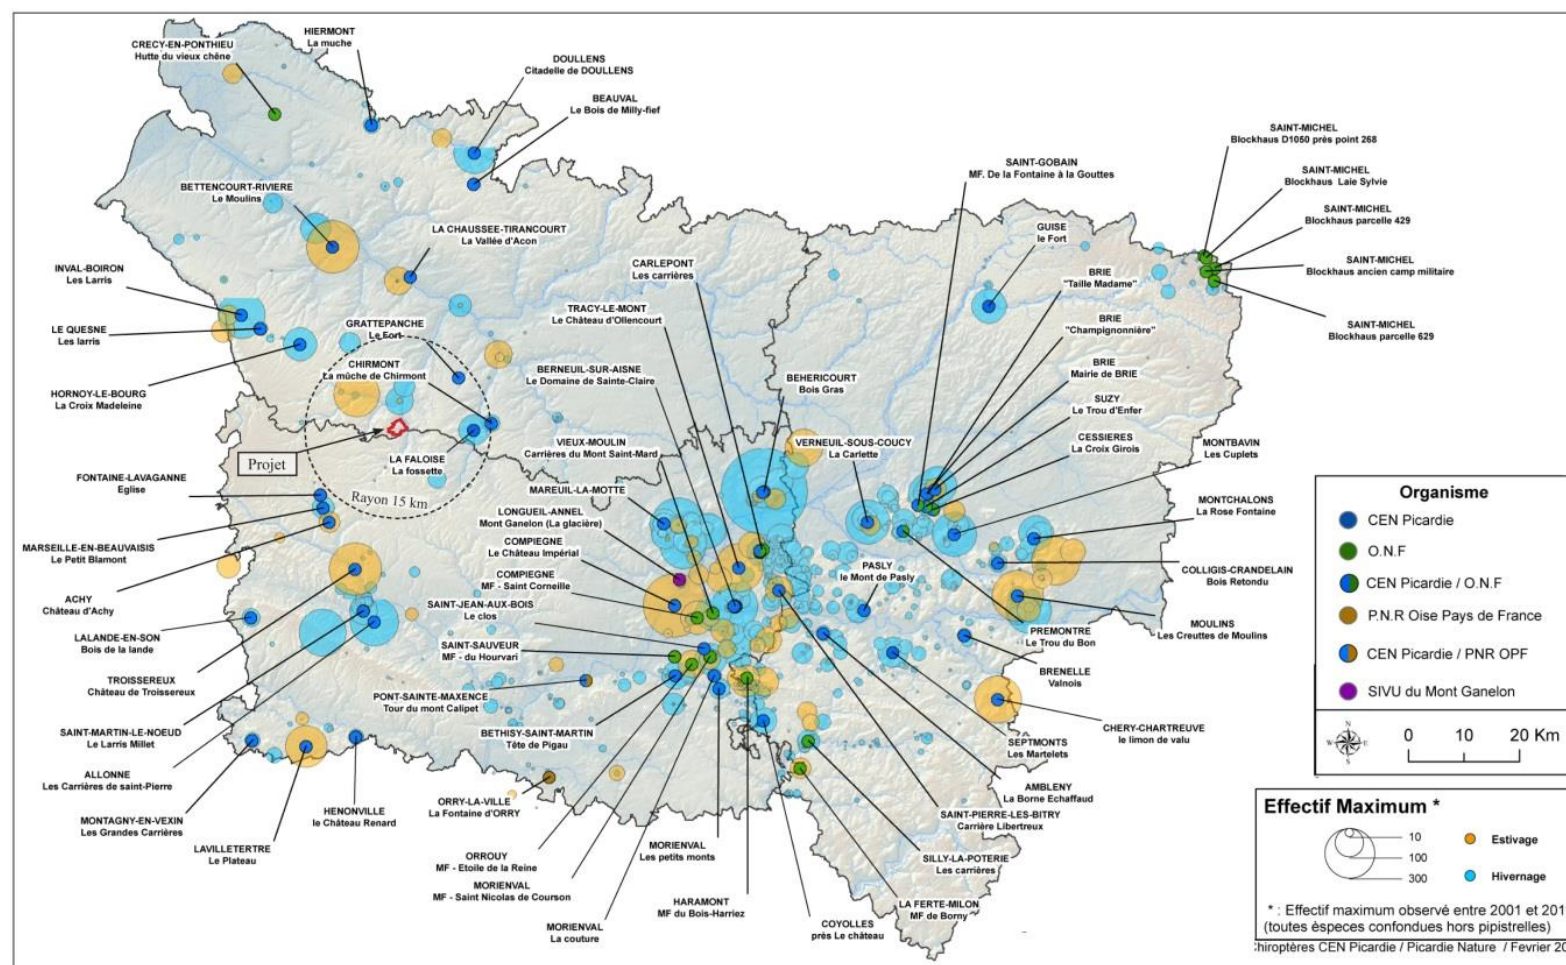 CRECY-EN-PONTHIEU
Hutte du vieux chêne
HIERMONT
La muche
DOULLENS
Citadelle de DOULLENS
BEAUVAL
Le Bois de Milly-fief
BETTENCOURT-RIVIERE
Le Moulins
LA CHAUSSEE-TIRANCOURT
La Vallée d'Acon
INVAL-BOIRON
Les Larris
LE QUESNE
Les larris
HORNOY-LE-BOURG
La Croix Madeleine
GRATTEPANCHE
Le Fort
CHIRMONT
La mûche de Chirmont
Projet
LA FALOISE
La fossette
Rayon 15 km
FONTAINE-LAVAGANNE
Eglise
MARSEILLE-EN-BEAUVAISIS
Le Petit Blamont
ACHY
Château d'Achy
LALANDE-EN-SON
Bois de la lande
TROISSEREUX
Château de Troissereux
SAINT-MARTIN-LE-NOEUD
Le Larris Millet
ALLONNE
Les Carrières de saint-Pierre
MONTAGNY-EN-VEXIN
Les Grandes Carrières
LAVILLETERTRE
Le Plateau
HENONVILLE
le Château Renard
CARLEPONT
Les carrières
TRACY-LE-MONT
Le Château d'Ollencourt
BERNEUIL-SUR-AISNE
Le Domaine de Sainte-Claire
VIEUX-MOULIN
Carrières du Mont Saint-Mard
MAREUIL-LA-MOTTE
LONGUEIL-ANNEL
Mont Ganelon (La glacière)
COMPIEGNE
Le Château Impérial
COMPIEGNE
MF - Saint Corneille
SAINT-JEAN-AUX-BOIS
Le clos
SAINT-SAUVEUR
MF - du Hourvari
PONT-SAINTE-MAXENCE
Tour du mont Calipet
BETHISY-SAINT-MARTIN
Tête de Pigau
ORRY-LA-VILLE
La Fontaine d'ORRY
ORROUY
MF - Etoile de la Reine
MORIENVAL
MF - Saint Nicolas de Courson
MORIENVAL
La couture
MORIENVAL
Les petits monts
HARAMONT
MF du Bois-Harriez
COYOLLES
près Le château
LA FERTE-MILON
MF de Borny
SILLY-LA-POTERIE
Les carrières
SAINT-PIERRE-LES-BITRY
Carrière Libertreux
AMBLENY
La Borne Echaffaud
SEPTMONTS
Les Martelets
CHERY-CHARTREUVE
le limon de valu
BRENELLE
Valnois
PREMONTRE
Le Trou du Bon
MOULINS
Les Creuttes de Moulins
COLLIGIS-CRANDELAIN
Bois Retondu
MONTCHALONS
La Rose Fontaine
MONTBAVIN
Les Cuplets
CESSIERES
La Croix Girois
SUZY
Le Trou d'Enfer
BRIE
Mairie de BRIE
BRIE
"Champignonnière"
BRIE
"Taille Madame"
GUISE
le Fort
SAINT-GOBAIN
MF. De la Fontaine à la Gouttes
BEHERICOURT
Bois Gras
VERNEUIL-SOUS-COUCY
La Carlette
PASLY
le Mont de Pasly
SAINT-MICHEL
Blockhaus D1050 près point 268
SAINT-MICHEL
Blockhaus Laie Sylvie
SAINT-MICHEL
Blockhaus parcelle 429
SAINT-MICHEL
Blockhaus ancien camp militaire
SAINT-MICHEL
Blockhaus parcelle 629
Organisme
CEN Picardie
O.N.F
CEN Picardie / O.N.F
P.N.R Oise Pays de France
CEN Picardie / PNR OPF
SIVU du Mont Ganelon
N
W E
S
0 10 20 Km
Effectif Maximum *
10
100
300
Estivage
Hivernage
* : Effectif maximum observé entre 2001 et 201
(toutes èspeces confondues hors pipistrelles)
hiroptères CEN Picardie / Picardie Nature / Fevrier 20